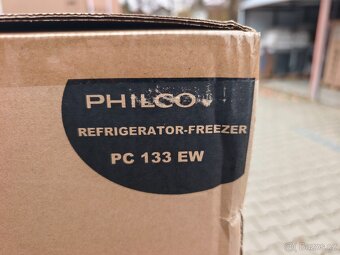 PHILCO
REFRIGERATOR-FREEZER
PC 133 EW